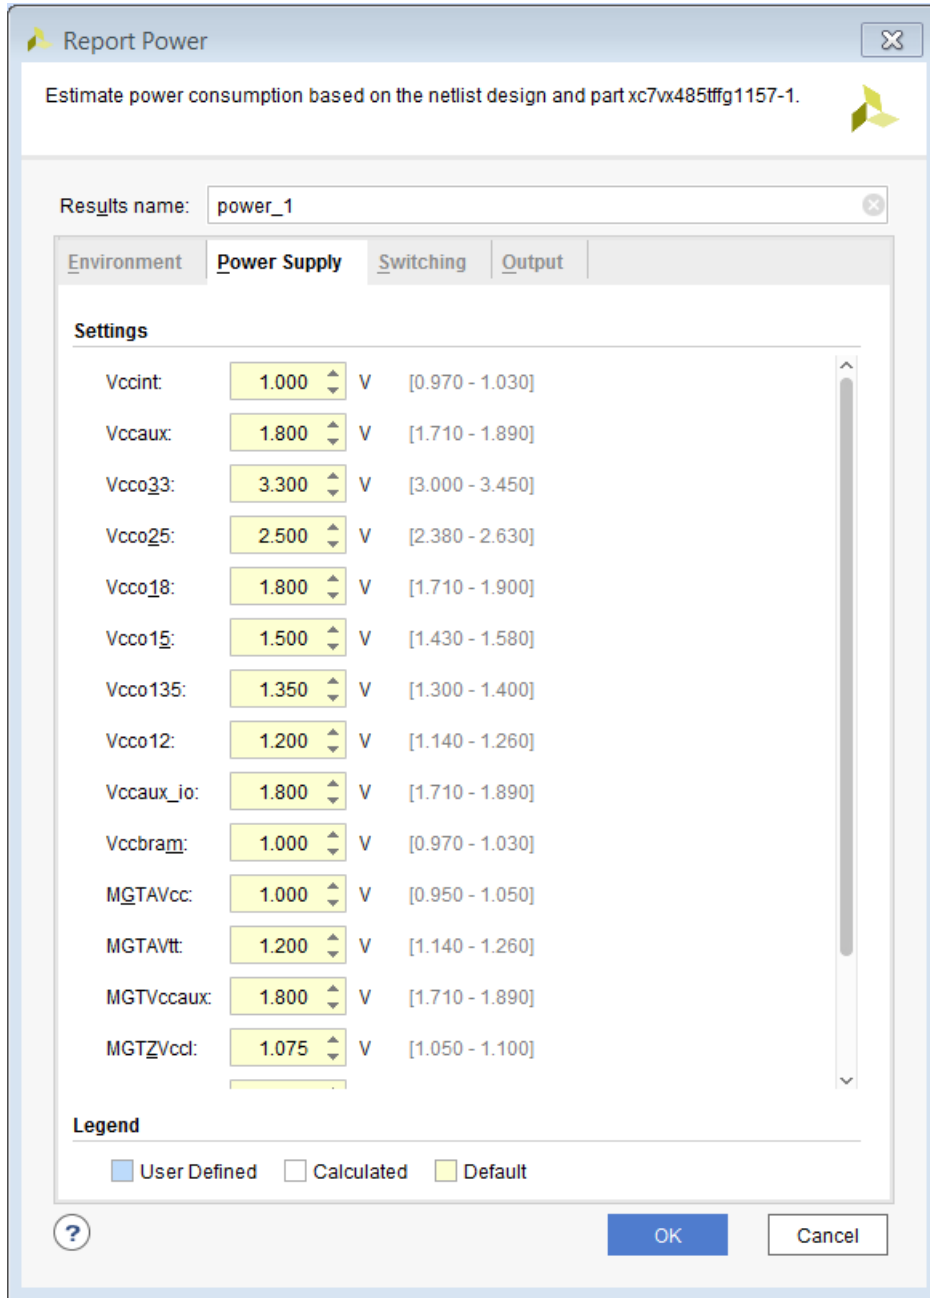 Report Power
Estimate power consumption based on the netlist design and part xc7vx485tffg1157-1.
Results name: power_1
Environment Power Supply Switching Output
Settings
Vccint: 1.000 V [0.970 - 1.030]
Vccaux: 1.800 V [1.710 - 1.890]
Vcco33: 3.300 V [3.000 - 3.450]
Vcco25: 2.500 V [2.380 - 2.630]
Vcco18: 1.800 V [1.710 - 1.900]
Vcco15: 1.500 V [1.430 - 1.580]
Vcco135: 1.350 V [1.300 - 1.400]
Vcco12: 1.200 V [1.140 - 1.260]
Vccaux_io: 1.800 V [1.710 - 1.890]
Vccbram: 1.000 V [0.970 - 1.030]
MGTAVcc: 1.000 V [0.950 - 1.050]
MGTAVtt: 1.200 V [1.140 - 1.260]
MGTVccaux: 1.800 V [1.710 - 1.890]
MGTZVccl: 1.075 V [1.050 - 1.100]
Legend
User Defined Calculated Default
? OK Cancel